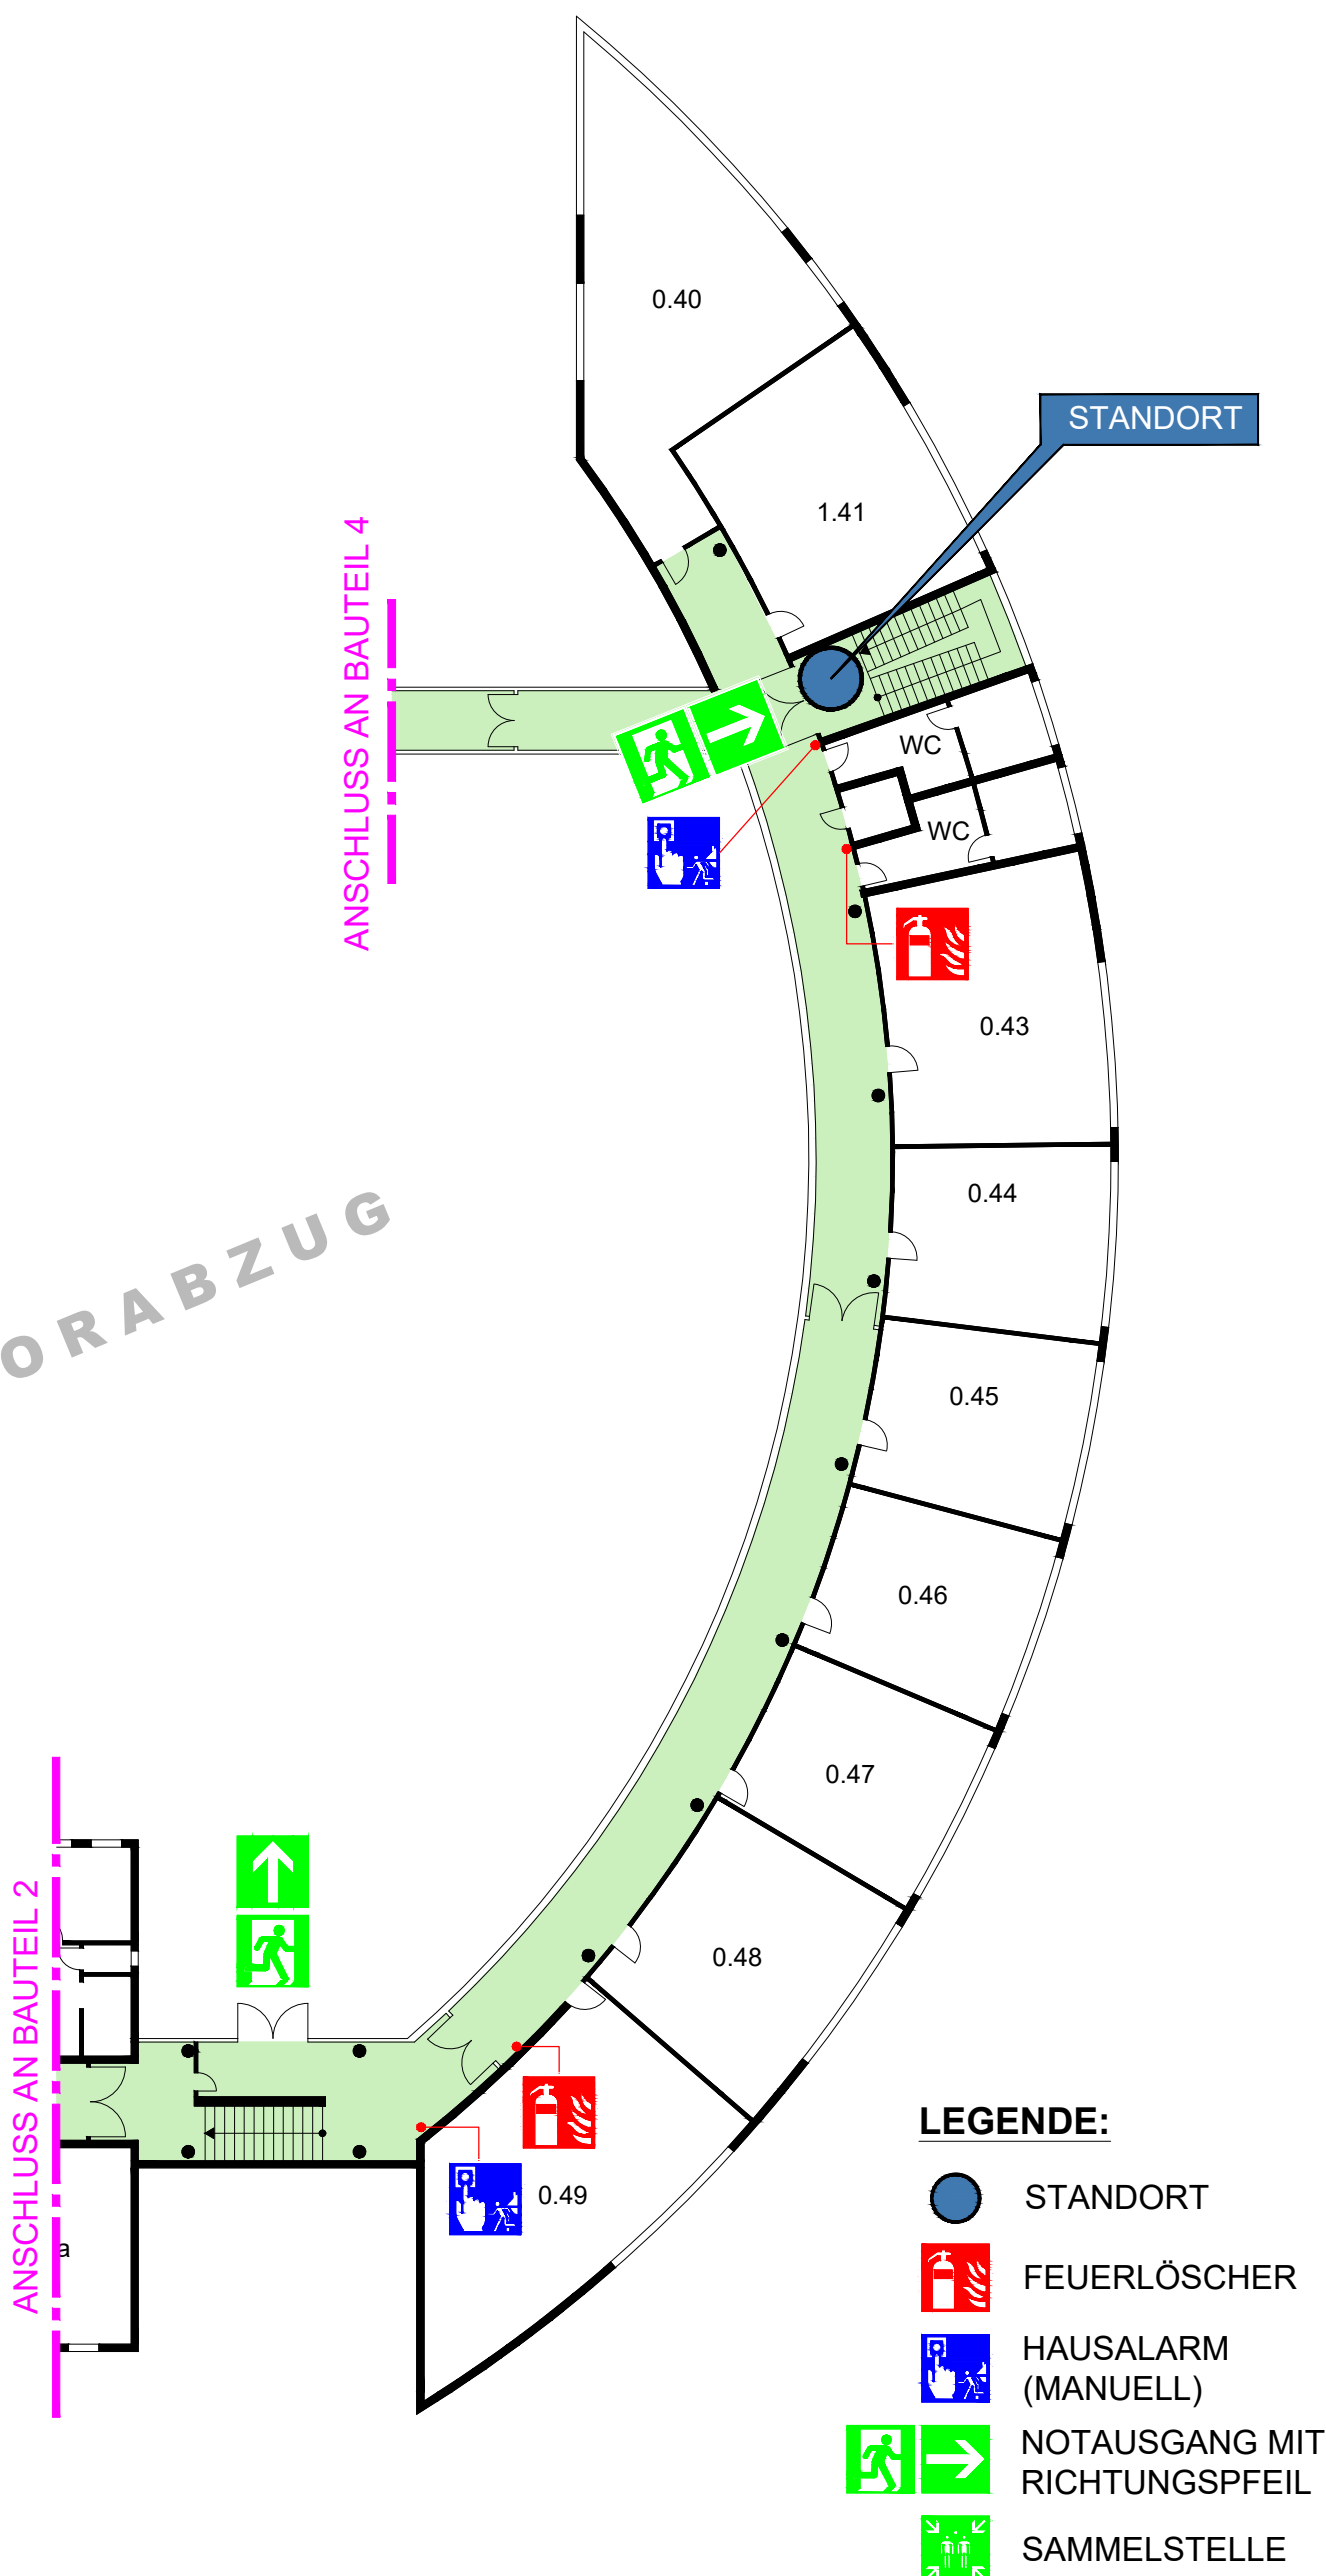 0.40
STANDORT
1.41
ANSCHLUSS AN BAUTEIL 4
WC
WC
0.43
0.44
ORABZUG
0.45
0.46
0.47
0.48
ANSCHLUSS AN BAUTEIL 2
0.49
a
LEGENDE:
STANDORT
FEUERLÖSCHER
HAUSALARM
(MANUELL)
NOTAUSGANG MIT
RICHTUNGSPFEIL
SAMMELSTELLE